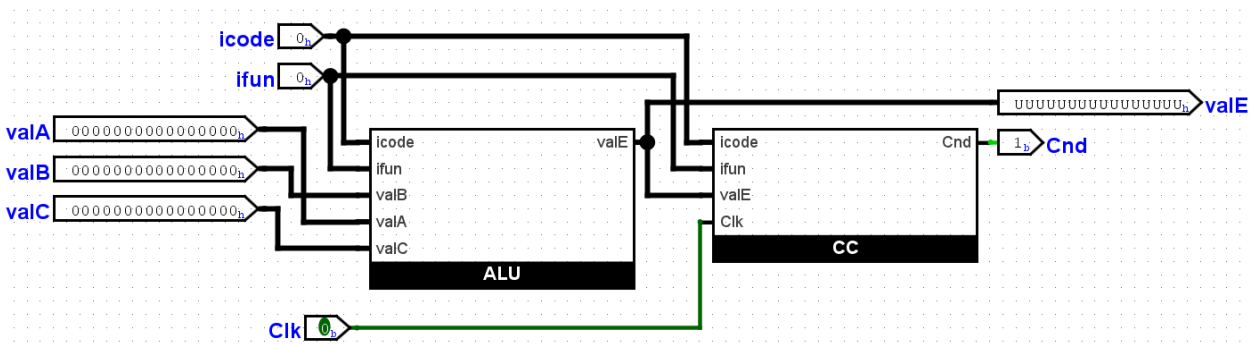 icode 0h
ifun 0h
valA 0000000000000000h
valB 0000000000000000h
valC 0000000000000000h
icode valE
ifun
valB
valA
valC
ALU
icode Cnd
ifun
valE
Clk
CC
UUUUUUUUUUUUUUUUh valE
1b Cnd
Clk 0b